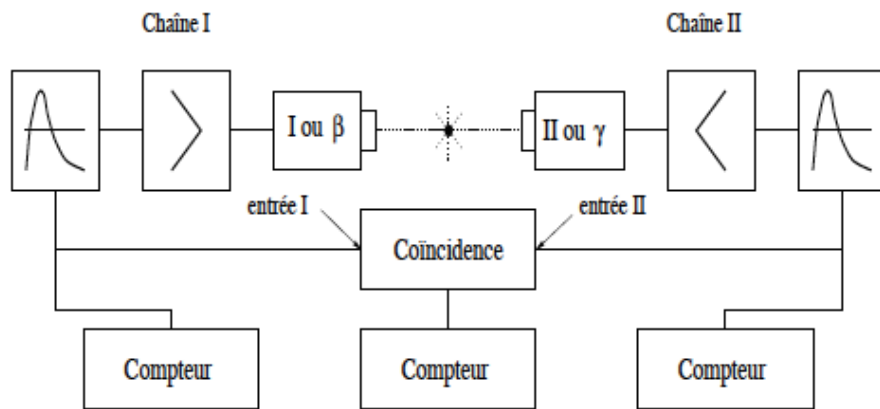 Chaîne I
Chaîne II
I ou β
II ou γ
entrée I
entrée II
Coïncidence
Compteur
Compteur
Compteur